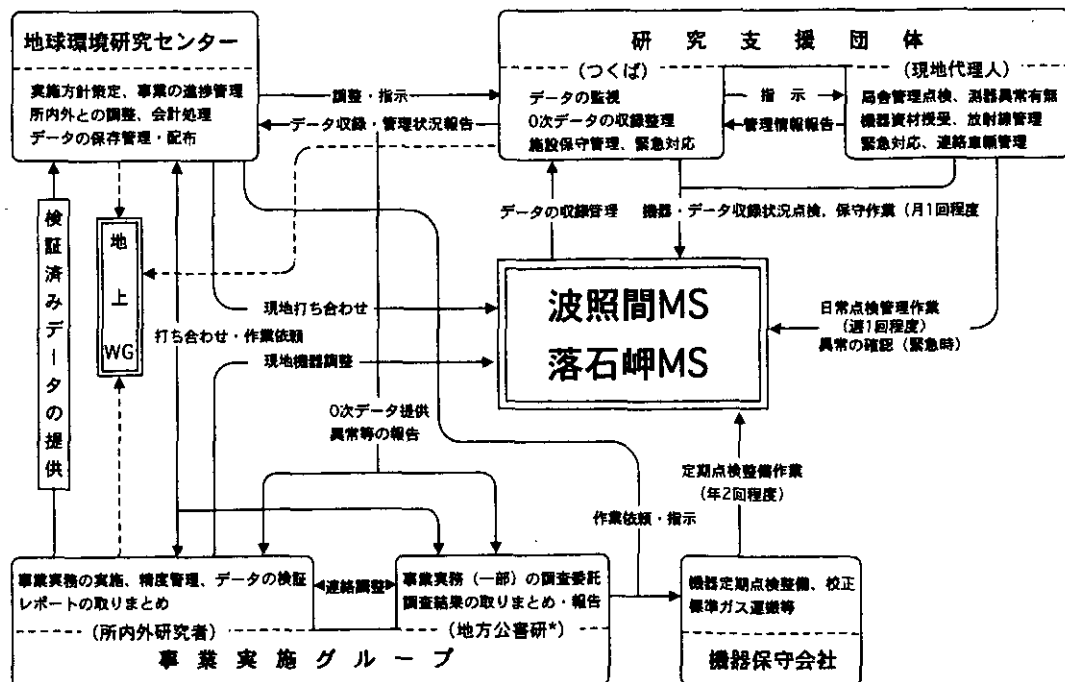 地球環境研究センター
実施方針策定、事業の進捗管理
所内外との調整、会計処理
データの保存管理・配布
調整・指示
データ収録・管理状況報告
研究支援団体
(つくば)
データの監視
0次データの収録整理
施設保守管理、緊急対応
指示
管理情報報告
(現地代理人)
局舎管理点検、測器異常有無
機器資材授受、放射線管理
緊急対応、連絡車輌管理
検証済みデータの提供
地上WG
データの収録管理
機器・データ収録状況点検、保守作業(月1回程度
波照間MS
落石岬MS
現地打ち合わせ
打ち合わせ・作業依頼
現地機器調整
日常点検管理作業
(週1回程度)
異常の確認(緊急時)
0次データ提供
異常等の報告
定期点検整備作業
(年2回程度)
作業依頼・指示
事業実務の実施、精度管理、データの検証
レポートの取りまとめ
(所内外研究者)
連絡調整
事業実務(一部)の調査委託
調査結果の取りまとめ・報告
(地方公害研*)
事業実施グループ
機器定期点検整備、校正
標準ガス運搬等
機器保守会社